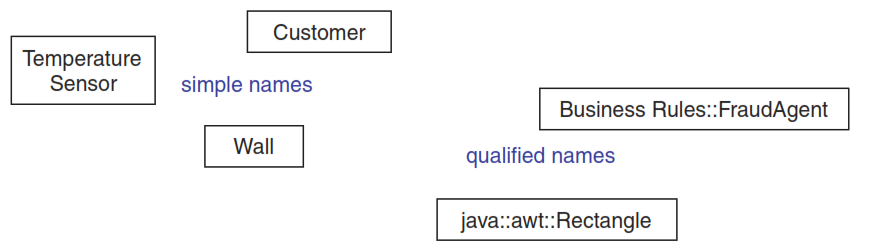 Customer
Temperature
Sensor
simple names
Business Rules::FraudAgent
Wall
qualified names
java::awt::Rectangle